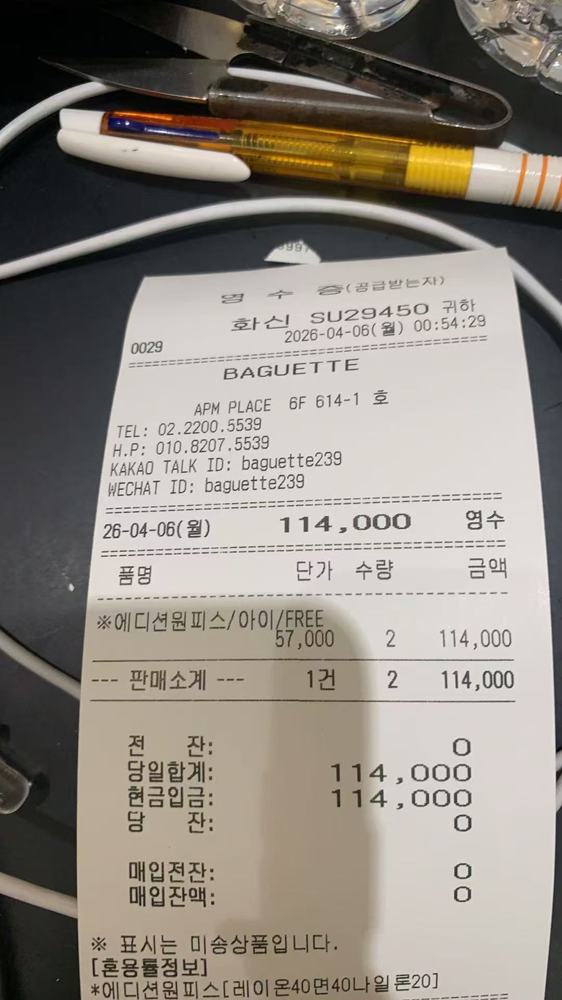 영 수 증(공급받는자)
화신 SU29450 귀하
0029 2026-04-06(월) 00:54:29
BAGUETTE
APM PLACE 6F 614-1 호
TEL: 02.2200.5539
H.P: 010.8207.5539
KAKAO TALK ID: baguette239
WECHAT ID: baguette239
26-04-06(월) 114,000 영수
품명 단가 수량 금액
※에디션원피스/아이/FREE
57,000 2 114,000
--- 판매소계 --- 1건 2 114,000
전 잔: 0
당일합계: 114,000
현금입금: 114,000
당 잔: 0
매입전잔: 0
매입잔액: 0
※ 표시는 미송상품입니다.
[혼용률정보]
*에디션원피스[레이온40면40나일론20]